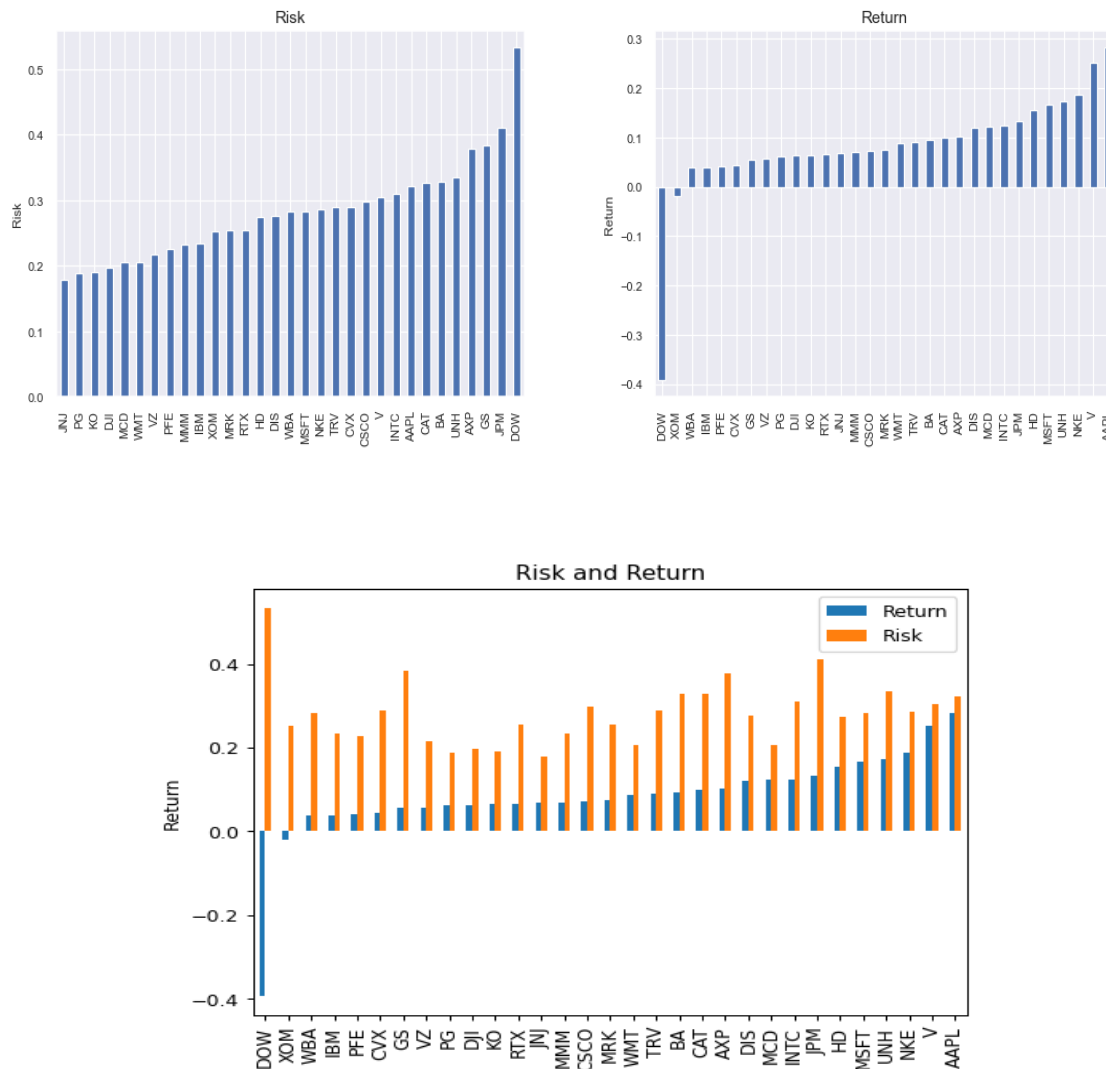 Risk
0.5
0.4
0.3
0.2
0.1
0.0
Risk
JNJ PG KO DJI MCD WMT VZ PFE MMM IBM XOM MRK RTX HD DIS WBA MSFT NKE TRV CVX CSCO V INTC AAPL CAT BA UNH AXP GS JPM DOW
Return
0.3
0.2
0.1
0.0
−0.1
−0.2
−0.3
−0.4
Return
DOW XOM WBA IBM PFE CVX GS VZ PG DJI KO RTX JNJ MMM CSCO MRK WMT TRV BA CAT AXP DIS MCD INTC JPM HD MSFT UNH NKE V AAPL
Risk and Return
Return
Risk
0.4
0.2
0.0
−0.2
−0.4
Return
DOW XOM WBA IBM PFE CVX GS VZ PG DJI KO RTX JNJ MMM CSCO MRK WMT TRV BA CAT AXP DIS MCD INTC JPM HD MSFT UNH NKE V AAPL